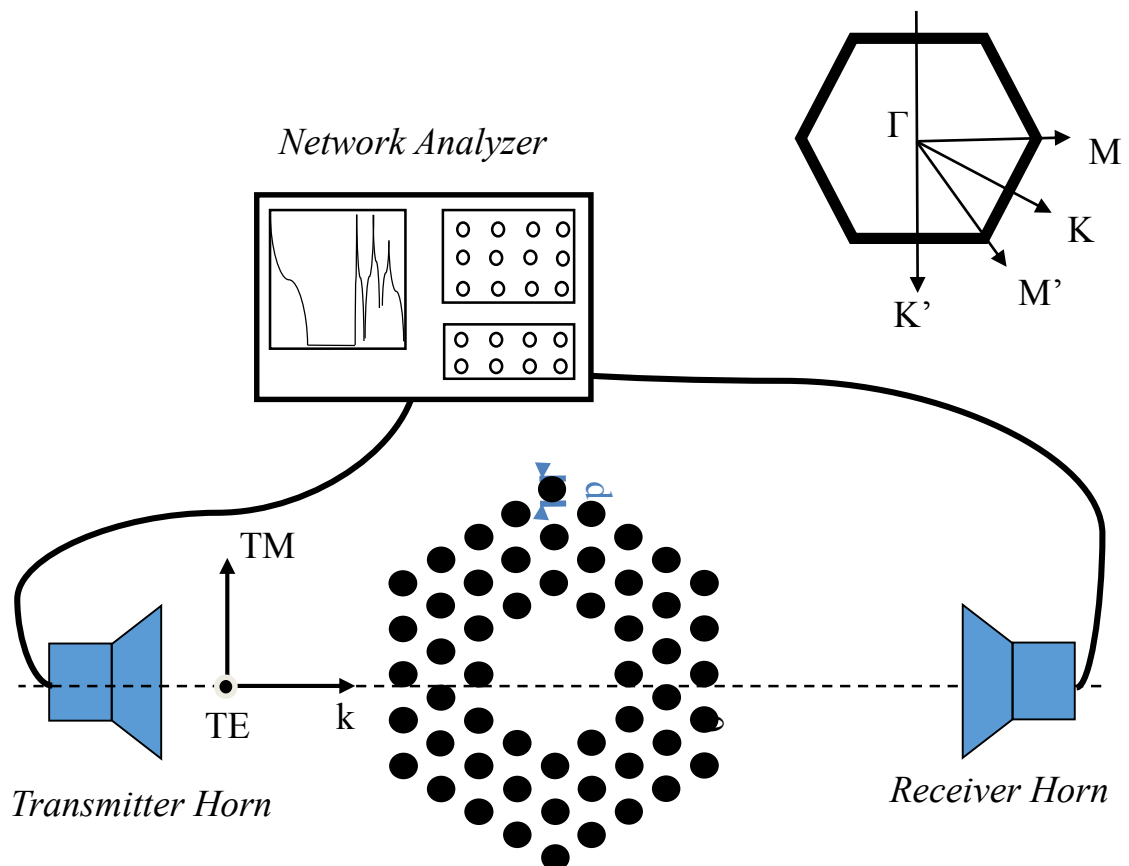 Γ
M
K
M’
K’
Network Analyzer
d
TM
TE
k
Transmitter Horn
Receiver Horn